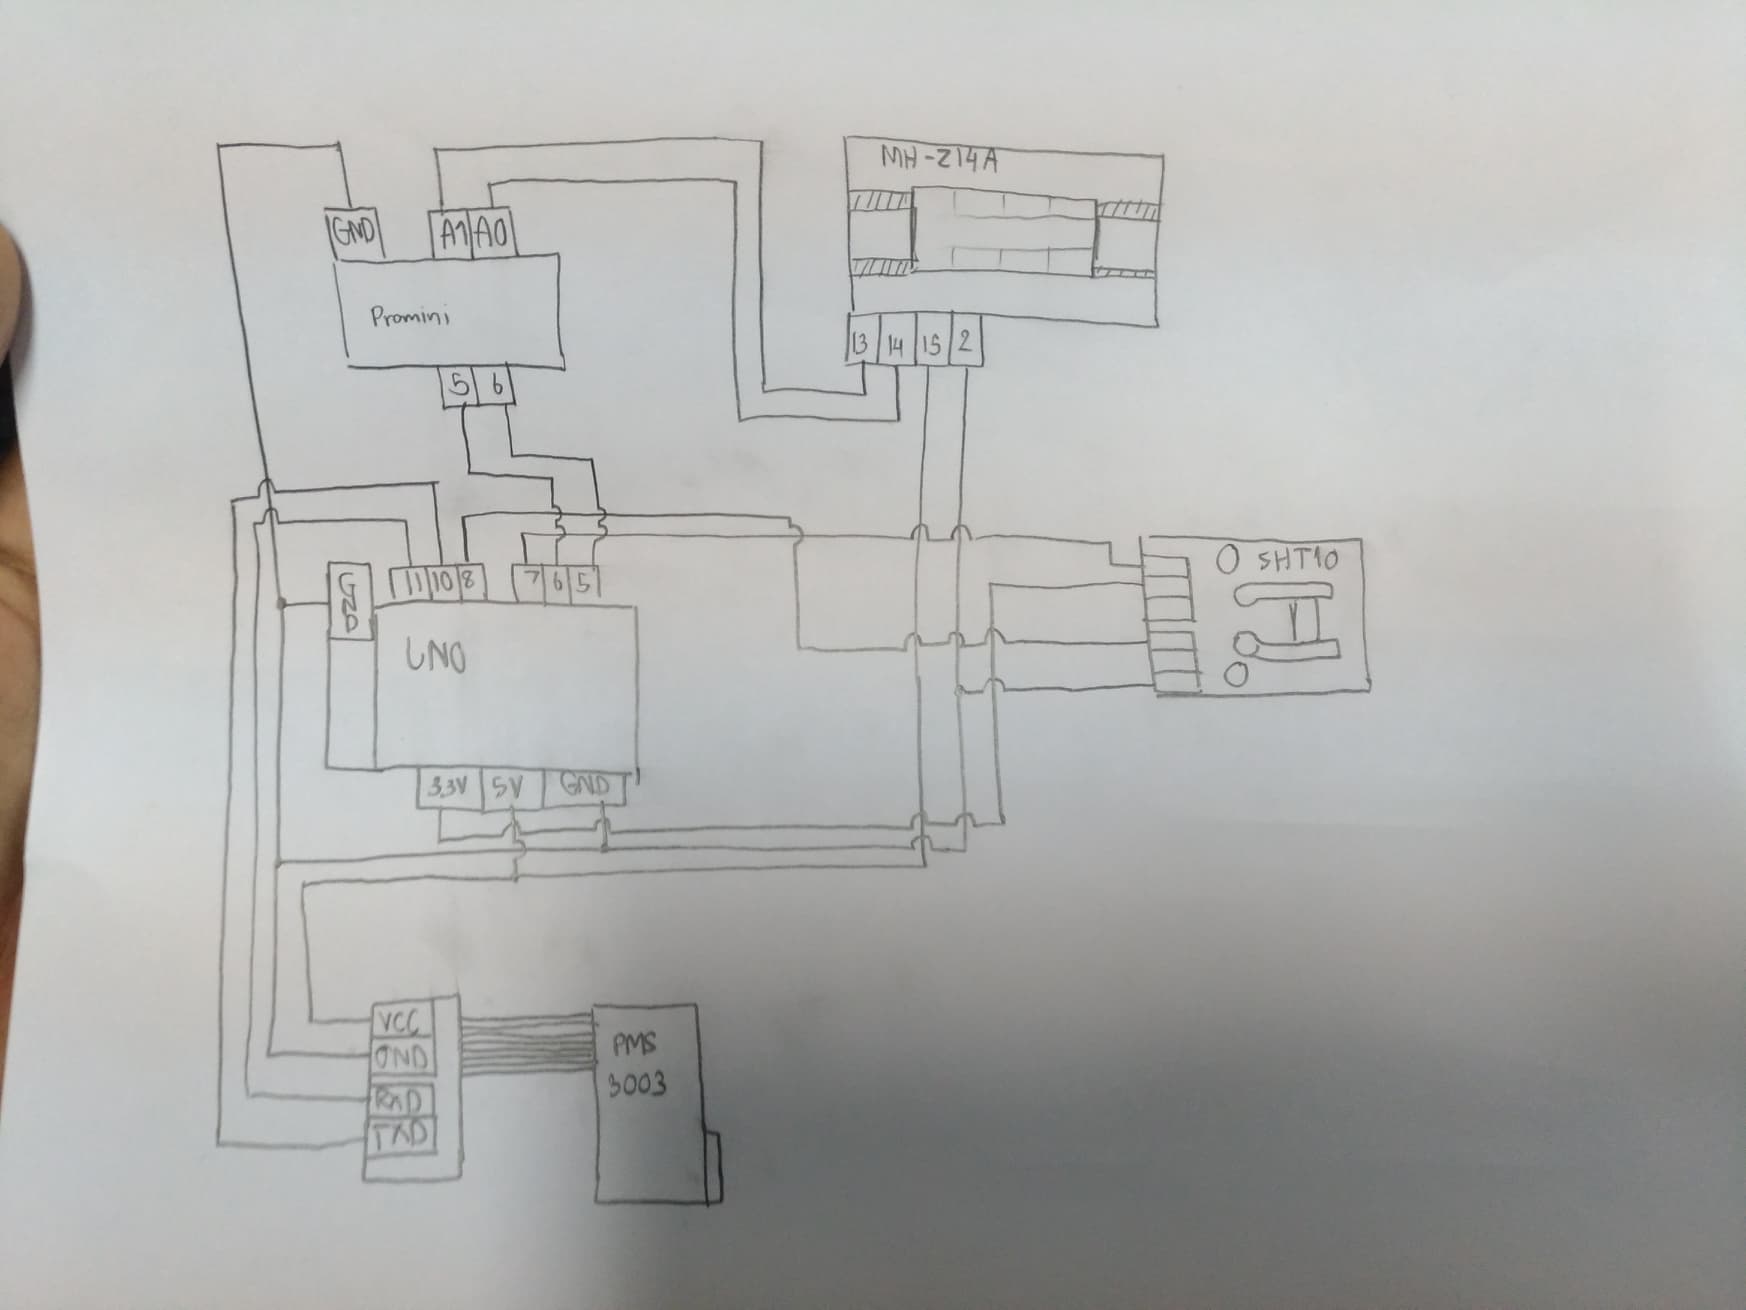 MH-Z14A
GND
A1 A0
Promini
13 14 15 2
5 6
SHT10
GND
11 10 8
7 6 5
UNO
3.3V 5V GND
VCC
GND
RXD
TXD
PMS
3003